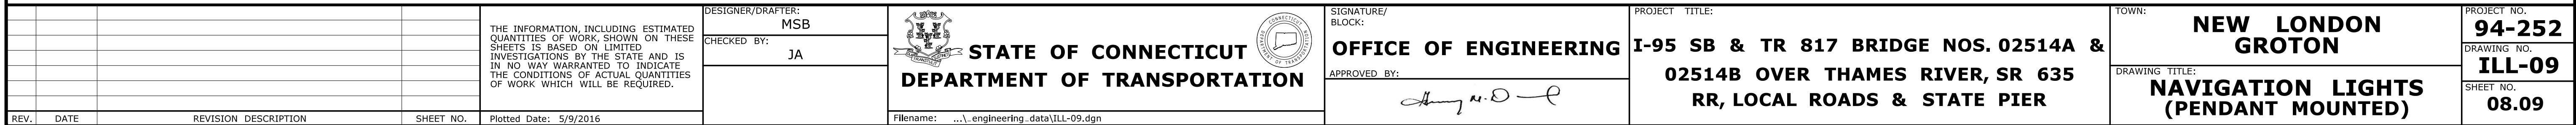 REV.
DATE
REVISION DESCRIPTION
SHEET NO.
THE INFORMATION, INCLUDING ESTIMATED
QUANTITIES OF WORK, SHOWN ON THESE
SHEETS IS BASED ON LIMITED
INVESTIGATIONS BY THE STATE AND IS
IN NO WAY WARRANTED TO INDICATE
THE CONDITIONS OF ACTUAL QUANTITIES
OF WORK WHICH WILL BE REQUIRED.
Plotted Date: 5/9/2016
DESIGNER/DRAFTER:
MSB
CHECKED BY:
JA
STATE OF CONNECTICUT
DEPARTMENT OF TRANSPORTATION
Filename: ...\_engineering_data\ILL-09.dgn
SIGNATURE/
BLOCK:
OFFICE OF ENGINEERING
APPROVED BY:
PROJECT TITLE:
I-95 SB & TR 817 BRIDGE NOS. 02514A &
02514B OVER THAMES RIVER, SR 635
RR, LOCAL ROADS & STATE PIER
TOWN:
NEW LONDON
GROTON
DRAWING TITLE:
NAVIGATION LIGHTS
(PENDANT MOUNTED)
PROJECT NO.
94-252
DRAWING NO.
ILL-09
SHEET NO.
08.09